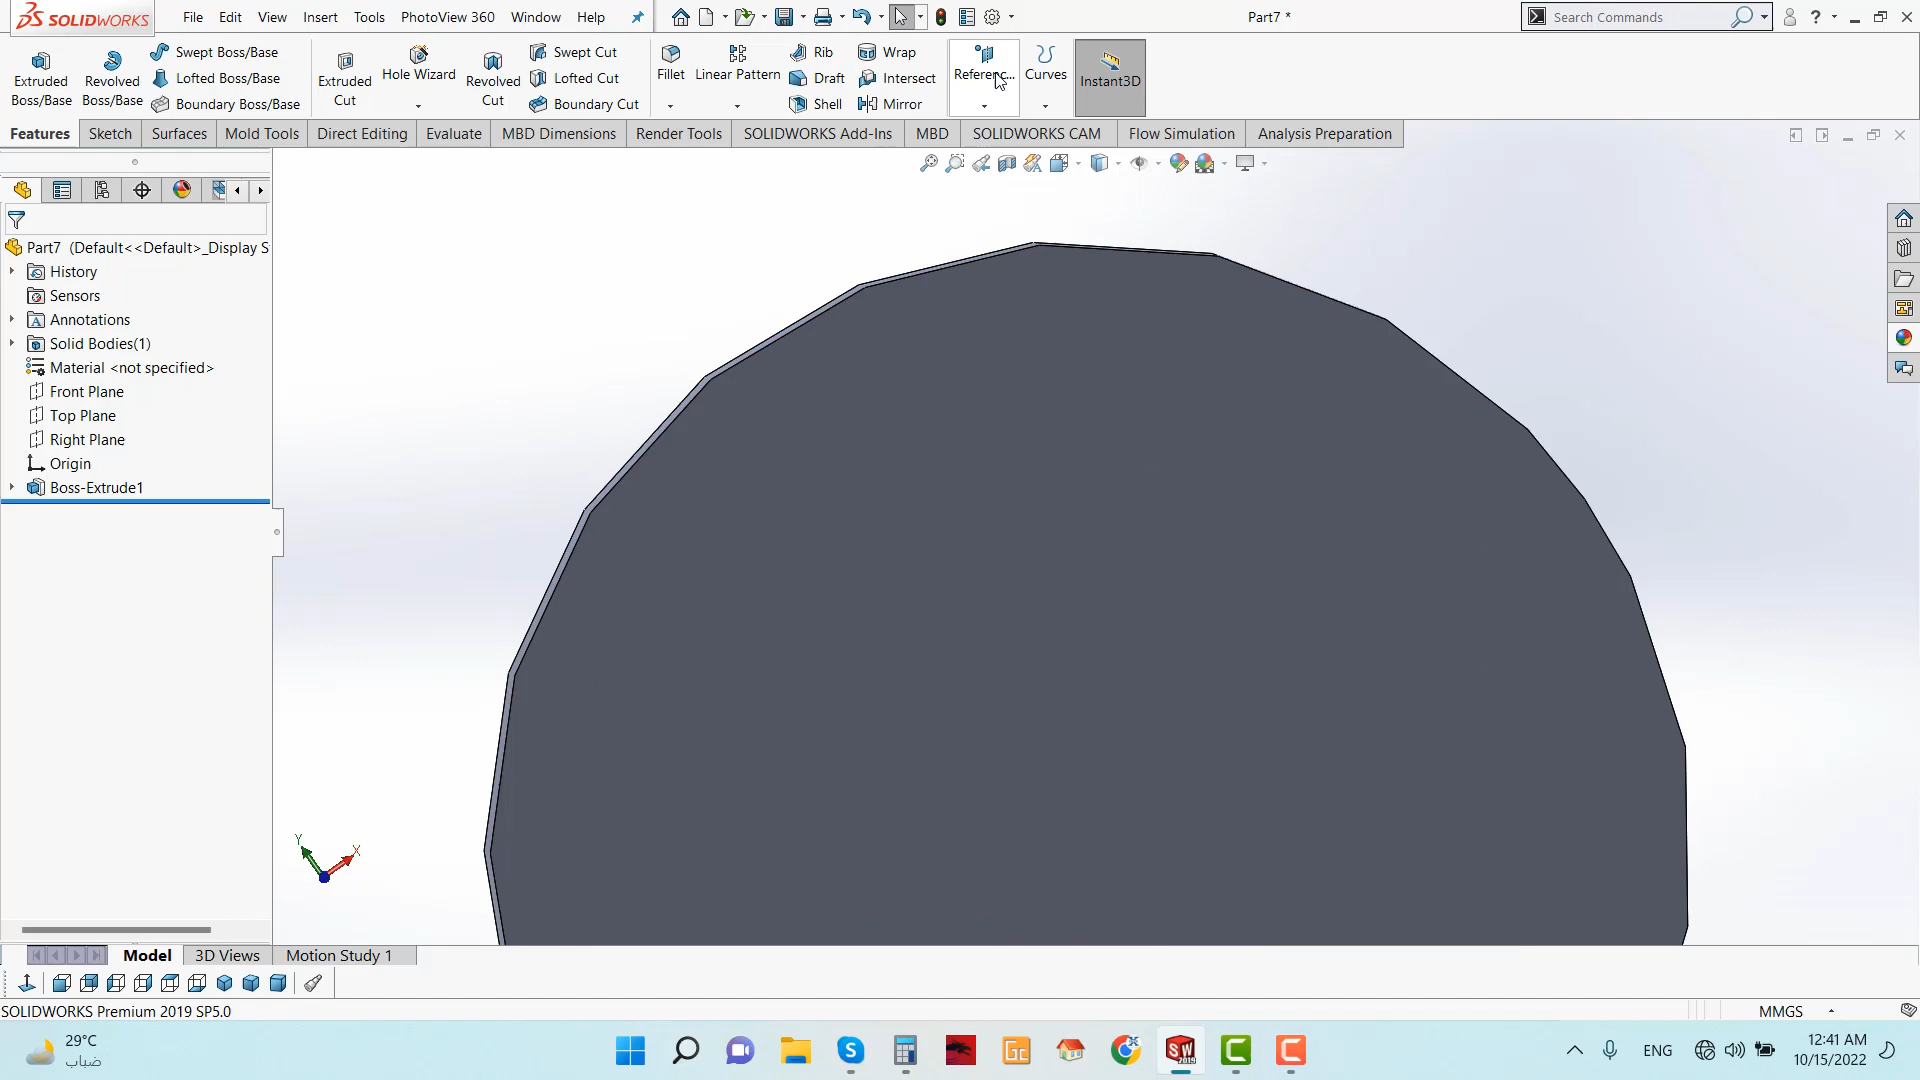 SOLIDWORKS
File Edit View Insert Tools PhotoView 360 Window Help
Part7 *
Search Commands
?
Extruded Boss/Base
Revolved Boss/Base
Swept Boss/Base
Lofted Boss/Base
Boundary Boss/Base
Extruded Cut
Hole Wizard
Revolved Cut
Swept Cut
Lofted Cut
Boundary Cut
Fillet
Linear Pattern
Rib
Draft
Shell
Wrap
Intersect
Mirror
Referenc...
Curves
Instant3D
Features Sketch Surfaces Mold Tools Direct Editing Evaluate MBD Dimensions Render Tools SOLIDWORKS Add-Ins MBD SOLIDWORKS CAM Flow Simulation Analysis Preparation
Part7 (Default<<Default>_Display S
History
Sensors
Annotations
Solid Bodies(1)
Material <not specified>
Front Plane
Top Plane
Right Plane
Origin
Boss-Extrude1
Y
X
Model 3D Views Motion Study 1
SOLIDWORKS Premium 2019 SP5.0
MMGS
29°C
ضباب
SW
2019
Gc
C
C
ENG
12:41 AM
10/15/2022